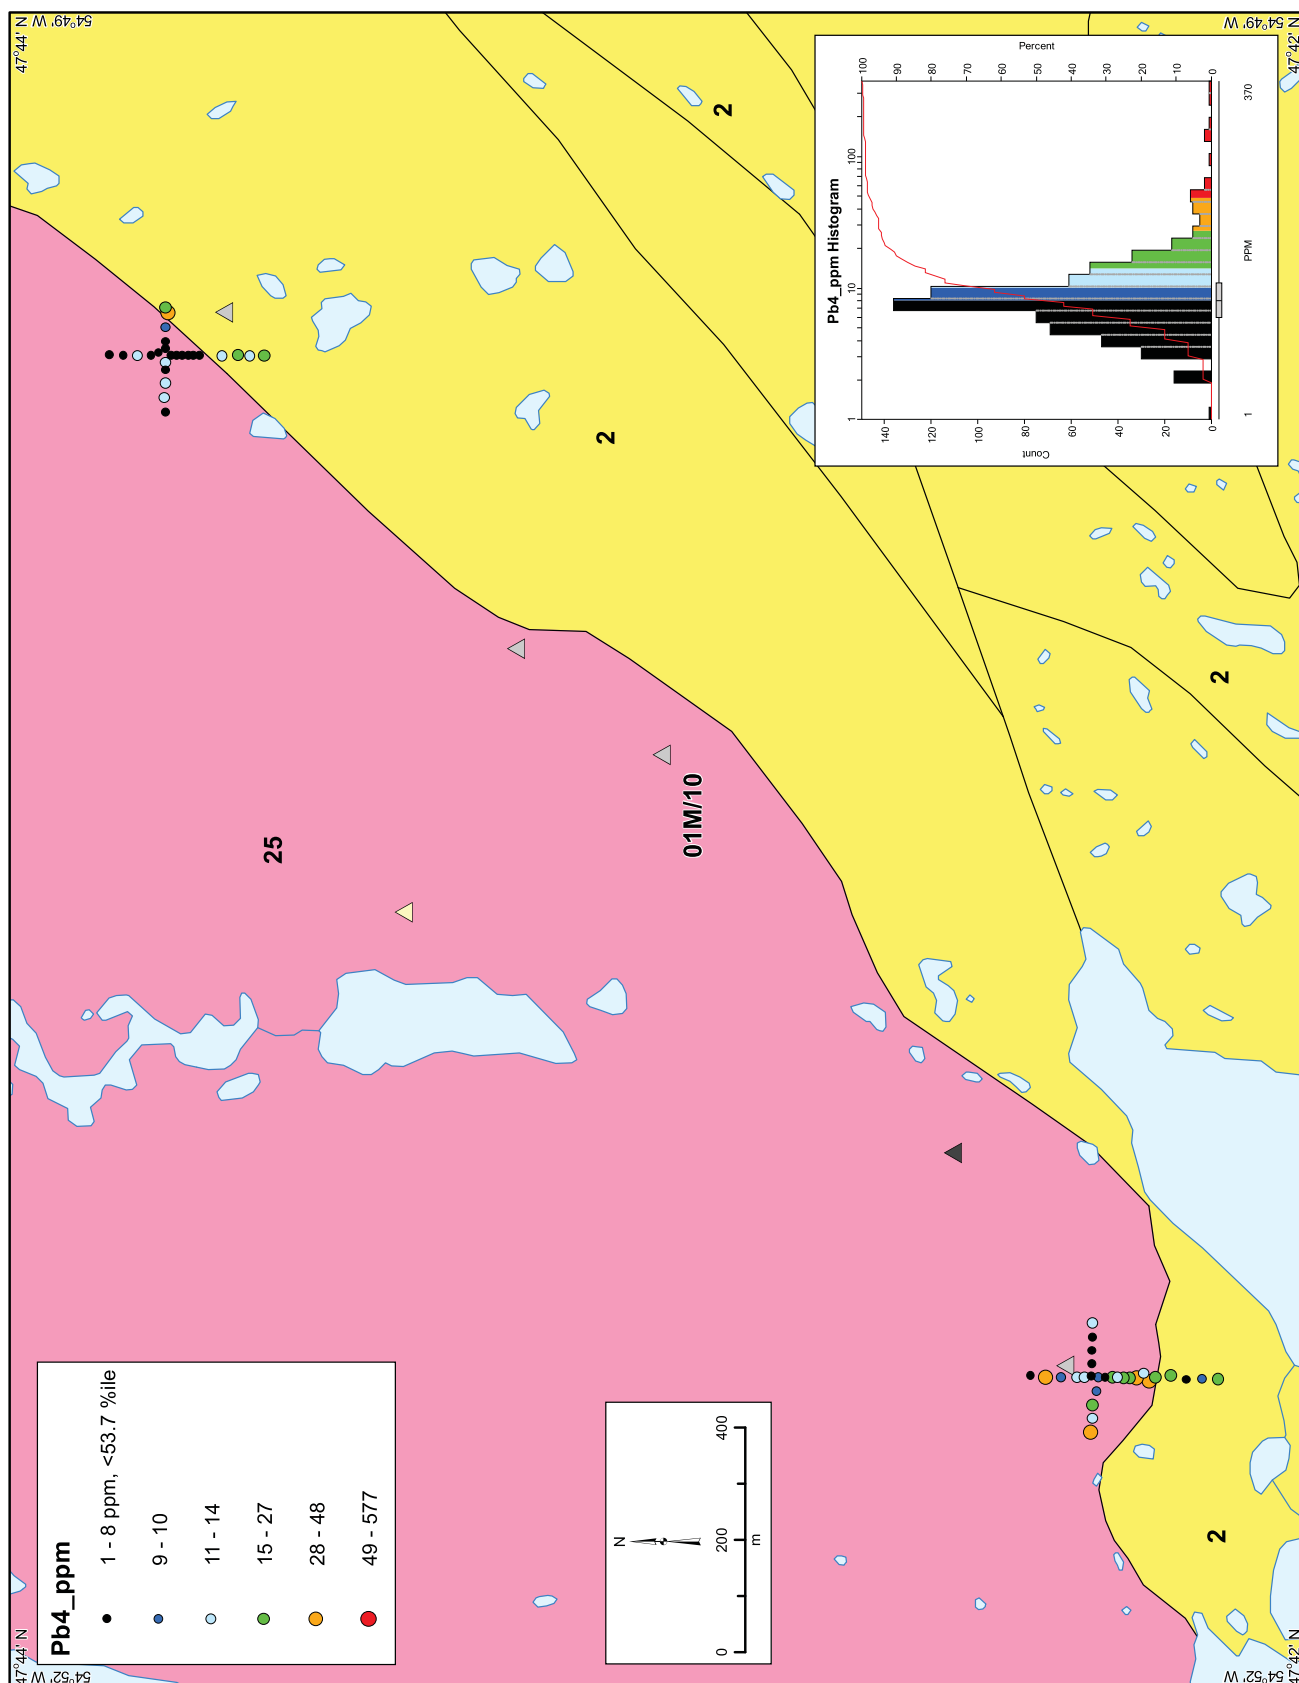 47°44' N
54°52' W
47°44' N
54°49' W
Pb4_ppm
1 - 8 ppm, <53.7 %ile
9 - 10
11 - 14
15 - 27
28 - 48
49 - 577
25
01M/10
2
2
2
2
N
0 200 400
m
Pb4_ppm Histogram
1 10 100
Count
140
120
100
80
60
40
20
0
Percent
100
90
80
70
60
50
40
30
20
10
0
1 PPM 370
47°42' N
54°52' W
47°42' N
54°49' W